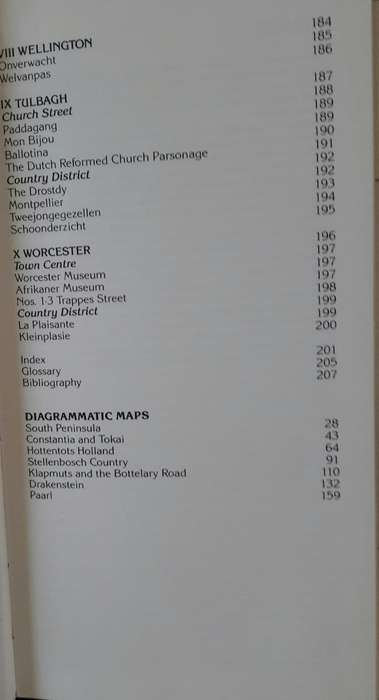 VIII WELLINGTON 184
Onverwacht 185
Welvanpas 186
IX TULBAGH 187
Church Street 188
Paddagang 189
Mon Bijou 189
Ballotina 190
The Dutch Reformed Church Parsonage 191
Country District 192
The Drostdy 192
Montpellier 193
Tweejongegezellen 194
Schoonderzicht 195
X WORCESTER 196
Town Centre 197
Worcester Museum 197
Afrikaner Museum 197
Nos. 1-3 Trappes Street 198
Country District 199
La Plaisante 199
Kleinplasie 200
Index 201
Glossary 205
Bibliography 207
DIAGRAMMATIC MAPS
South Peninsula 28
Constantia and Tokai 43
Hottentots Holland 64
Stellenbosch Country 91
Klapmuts and the Bottelary Road 110
Drakenstein 132
Paarl 159